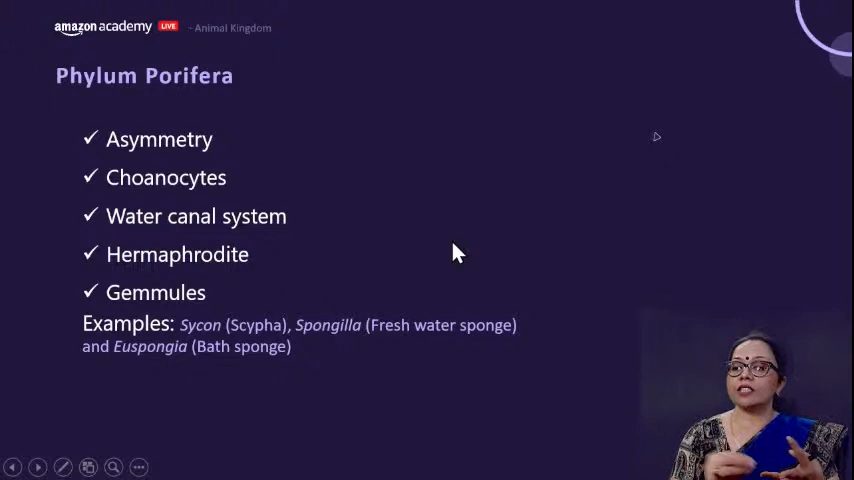 amazon academy LIVE - Animal Kingdom
Phylum Porifera
✓ Asymmetry
✓ Choanocytes
✓ Water canal system
✓ Hermaphrodite
✓ Gemmules
Examples: Sycon (Scypha), Spongilla (Fresh water sponge)
and Euspongia (Bath sponge)